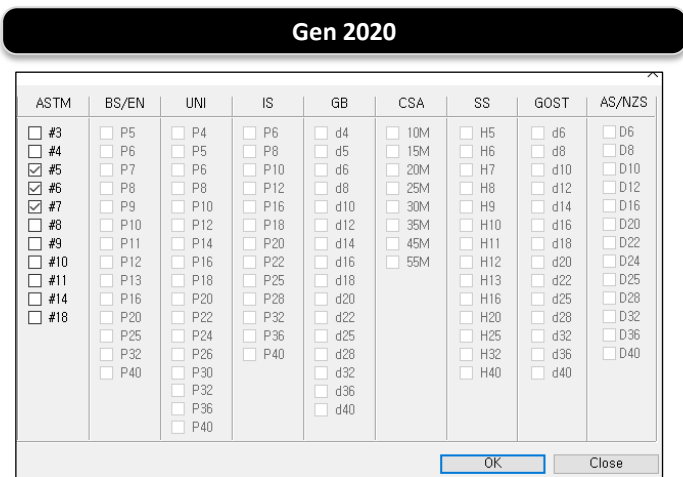 Gen 2020
ASTM BS/EN UNI IS GB CSA SS GOST AS/NZS
#3 P5 P4 P6 d4 10M H5 d6 D6
#4 P6 P5 P8 d5 15M H6 d8 D8
#5 P7 P6 P10 d6 20M H7 d10 D10
#6 P8 P8 P12 d8 25M H8 d12 D12
#7 P9 P10 P16 d10 30M H9 d14 D16
#8 P10 P12 P18 d12 35M H10 d16 D20
#9 P11 P14 P20 d14 45M H11 d18 D22
#10 P12 P16 P22 d16 55M H12 d20 D24
#11 P13 P18 P25 d18 H13 d22 D25
#14 P16 P20 P28 d20 H16 d25 D28
#18 P20 P22 P32 d22 H20 d28 D32
P25 P24 P36 d25 H25 d32 D36
P32 P26 P40 d28 H32 d36 D40
P40 P30 d32 H40 d40
P32 d36
P36 d40
P40
OK Close